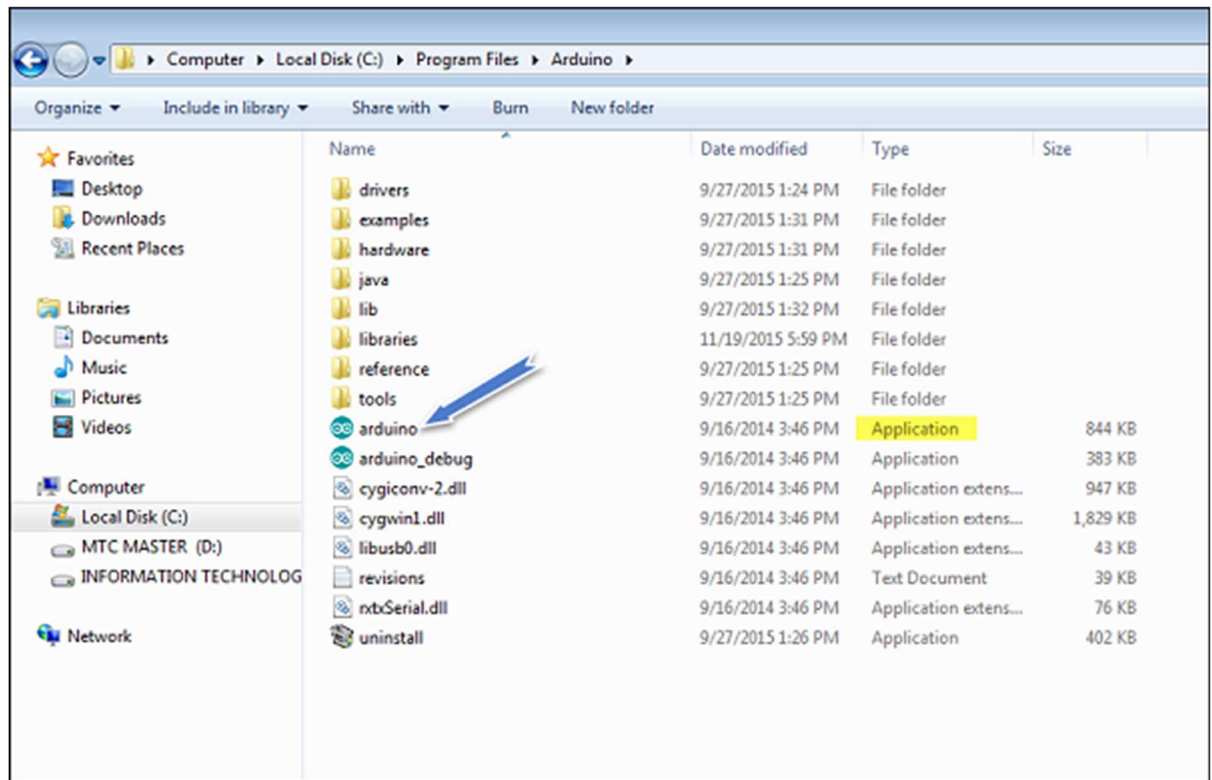 Computer Local Disk (C:) Program Files Arduino
Organize Include in library Share with Burn New folder
Favorites
Desktop
Downloads
Recent Places
Libraries
Documents
Music
Pictures
Videos
Computer
Local Disk (C:)
MTC MASTER (D:)
INFORMATION TECHNOLOG
Network
Name Date modified Type Size
drivers 9/27/2015 1:24 PM File folder
examples 9/27/2015 1:31 PM File folder
hardware 9/27/2015 1:31 PM File folder
java 9/27/2015 1:25 PM File folder
lib 9/27/2015 1:32 PM File folder
libraries 11/19/2015 5:59 PM File folder
reference 9/27/2015 1:25 PM File folder
tools 9/27/2015 1:25 PM File folder
arduino 9/16/2014 3:46 PM Application 844 KB
arduino_debug 9/16/2014 3:46 PM Application 383 KB
cygiconv-2.dll 9/16/2014 3:46 PM Application extens... 947 KB
cygwin1.dll 9/16/2014 3:46 PM Application extens... 1,829 KB
libusb0.dll 9/16/2014 3:46 PM Application extens... 43 KB
revisions 9/16/2014 3:46 PM Text Document 39 KB
rxtxSerial.dll 9/16/2014 3:46 PM Application extens... 76 KB
uninstall 9/27/2015 1:26 PM Application 402 KB